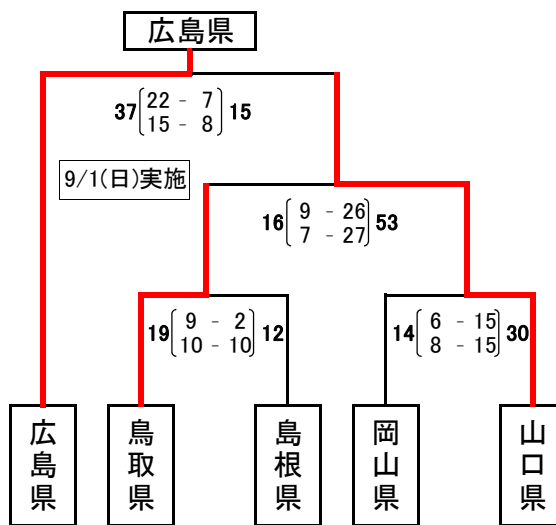 広島県
37 22 - 7 15
15 - 8
9/1(日)実施
16 9 - 26 53
7 - 27
19 9 - 2 12
10 - 10
14 6 - 15 30
8 - 15
広島県
鳥取県
島根県
岡山県
山口県